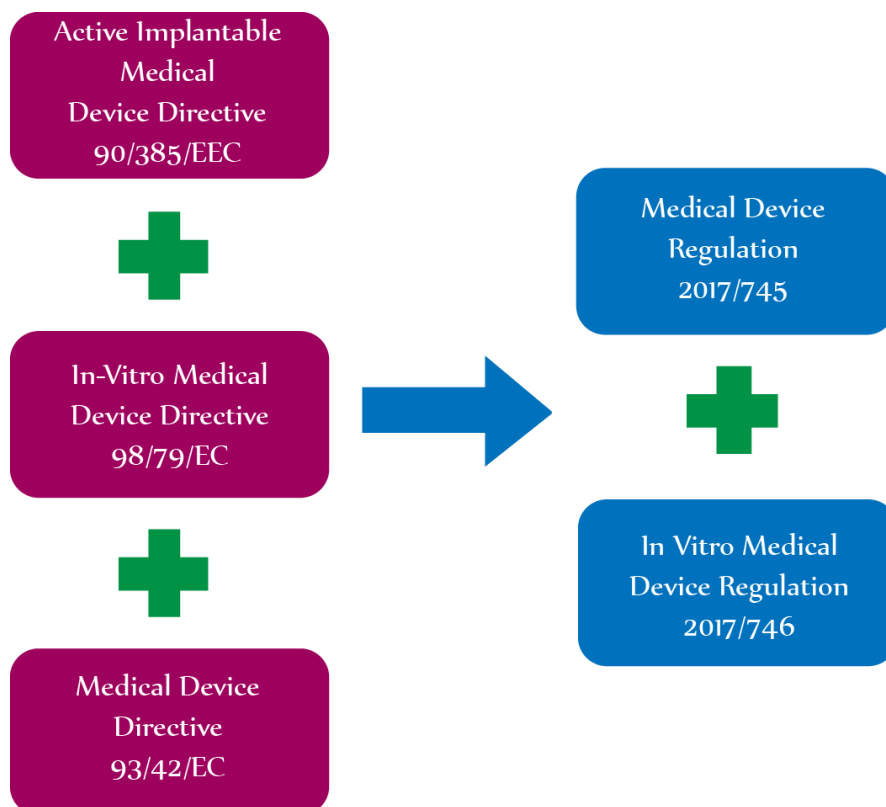 Active Implantable
Medical
Device Directive
90/385/EEC
In-Vitro Medical
Device Directive
98/79/EC
Medical Device
Directive
93/42/EC
Medical Device
Regulation
2017/745
In Vitro Medical
Device Regulation
2017/746